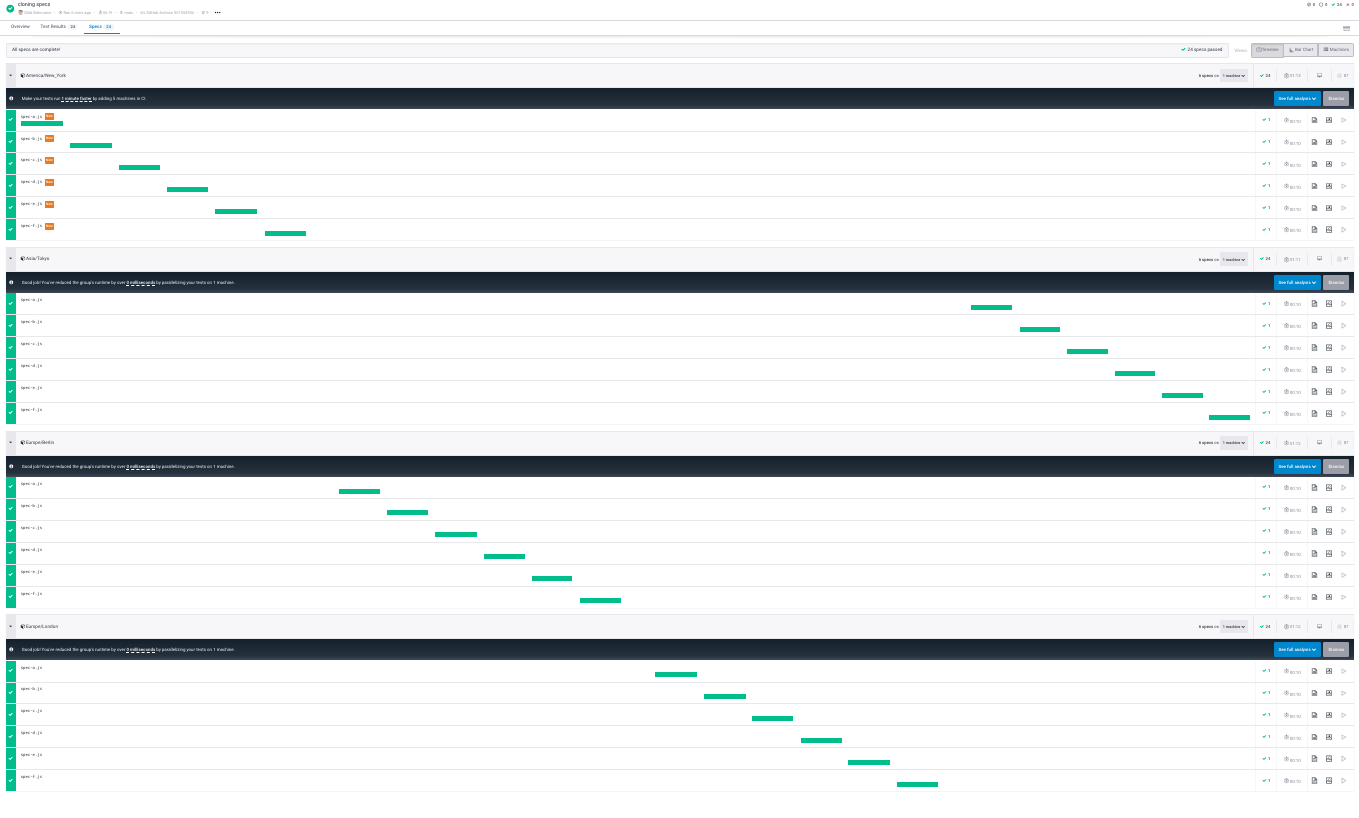 cloning specs
0 0 24 0
Overview Test Results 24 Specs 24
All specs are complete! 24 specs passed Views: Timeline Bar Chart Machines
America/New_York 6 specs on 1 machine 24 01:13
Make your tests run 1 minute faster by adding 5 machines in CI. See full analysis Dismiss
spec-a.js New 1 00:10
spec-b.js New 1 00:10
spec-c.js New 1 00:10
spec-d.js New 1 00:10
spec-e.js New 1 00:10
spec-f.js New 1 00:10
Asia/Tokyo 6 specs on 1 machine 24 01:11
Good job! You've reduced the group's runtime by over 0 milliseconds by parallelizing your tests on 1 machine. See full analysis Dismiss
spec-a.js 1 00:10
spec-b.js 1 00:10
spec-c.js 1 00:10
spec-d.js 1 00:10
spec-e.js 1 00:10
spec-f.js 1 00:10
Europe/Berlin 6 specs on 1 machine 24
Good job! You've reduced the group's runtime by over 0 milliseconds by parallelizing your tests on 1 machine. See full analysis Dismiss
spec-a.js 1 00:10
spec-b.js 1 00:10
spec-c.js 1 00:10
spec-d.js 1 00:10
spec-e.js 1 00:10
spec-f.js 1 00:10
Europe/London 6 specs on 1 machine 24
Good job! You've reduced the group's runtime by over 0 milliseconds by parallelizing your tests on 1 machine. See full analysis Dismiss
spec-a.js 1 00:10
spec-b.js 1 00:10
spec-c.js 1 00:10
spec-d.js 1 00:10
spec-e.js 1 00:10
spec-f.js 1 00:10